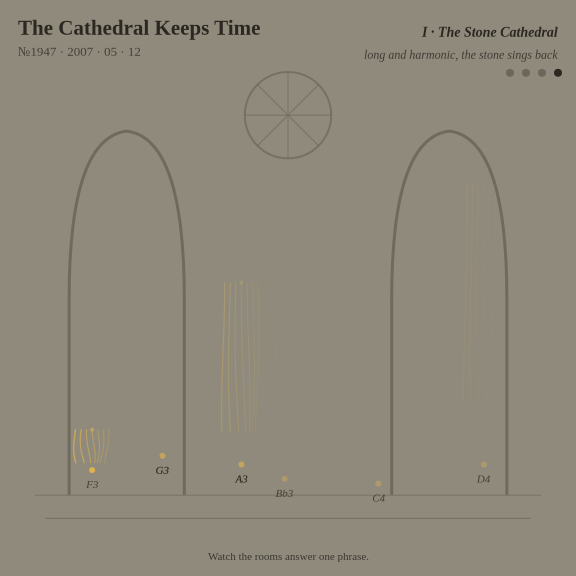 The Cathedral Keeps Time
№1947 · 2007 · 05 · 12
I · The Stone Cathedral
long and harmonic, the stone sings back
F3
G3
A3
Bb3
C4
D4
Watch the rooms answer one phrase.